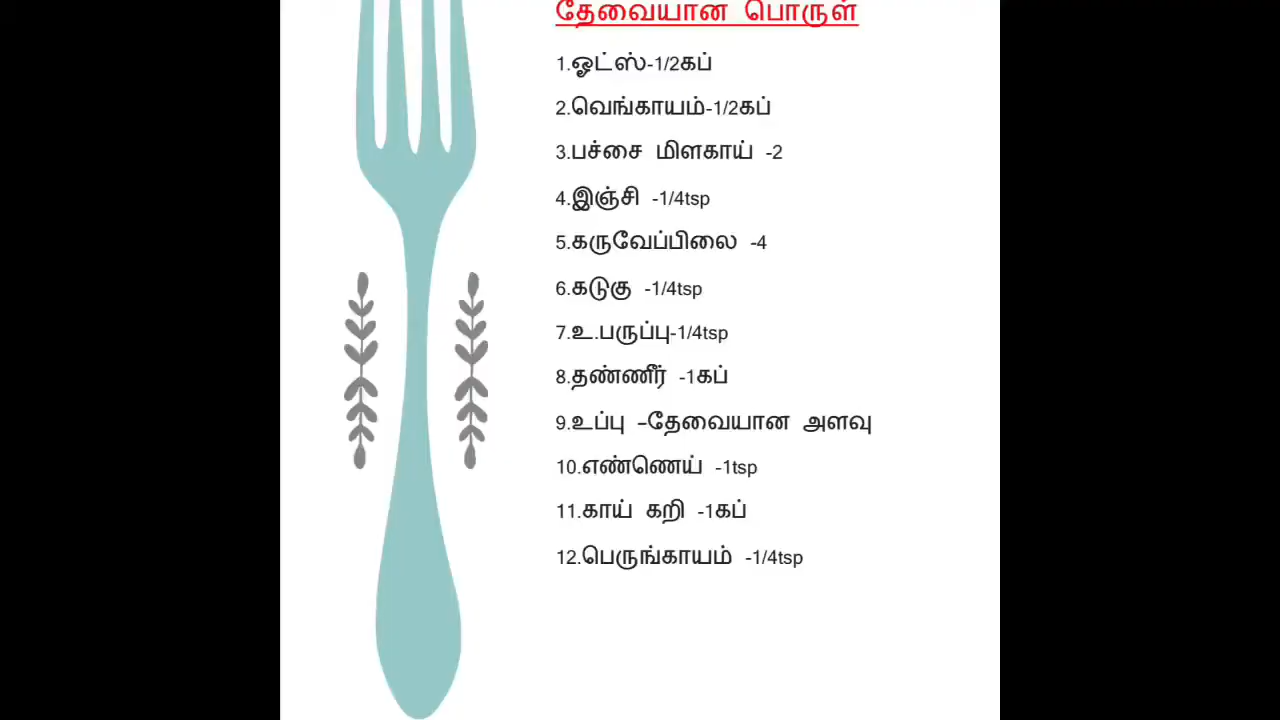 தேவையான பொருள்
1.ஓட்ஸ்-1/2கப்
2.வெங்காயம்-1/2கப்
3.பச்சை மிளகாய் -2
4.இஞ்சி -1/4tsp
5.கருவேப்பிலை -4
6.கடுகு -1/4tsp
7.உ.பருப்பு-1/4tsp
8.தண்ணீர் -1கப்
9.உப்பு –தேவையான அளவு
10.எண்ணெய் -1tsp
11.காய் கறி -1கப்
12.பெருங்காயம் -1/4tsp